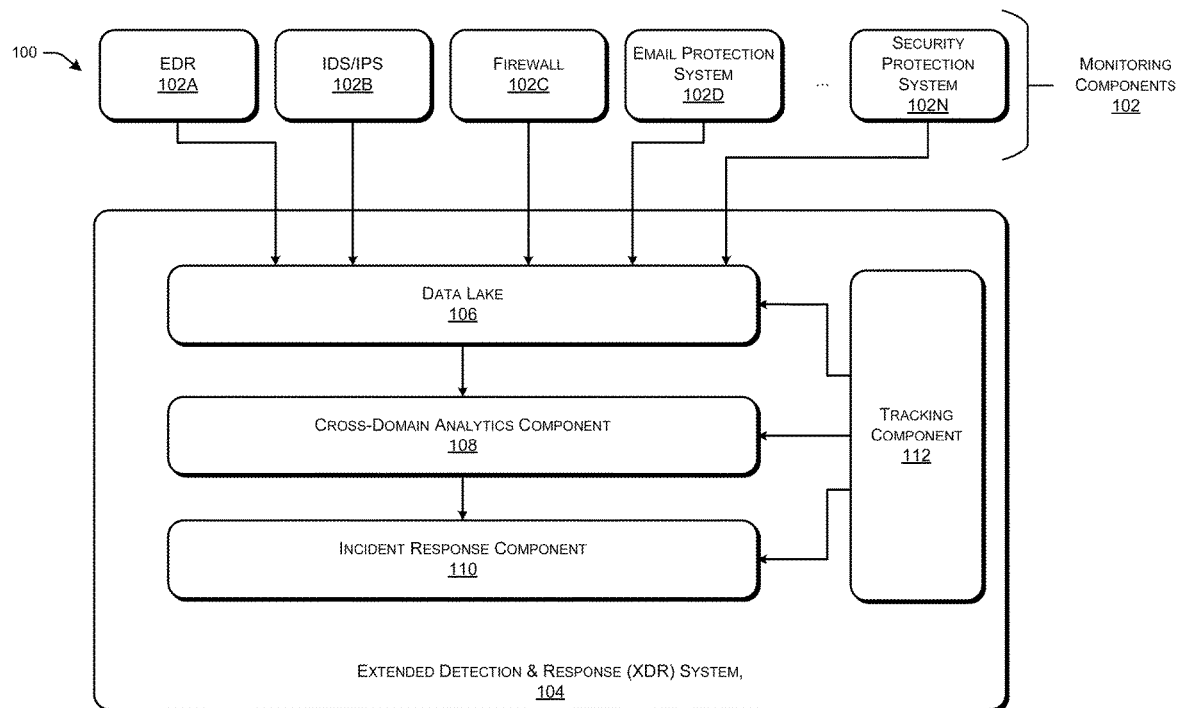 100
EDR
102A
IDS/IPS
102B
FIREWALL
102C
EMAIL PROTECTION
SYSTEM
102D
...
SECURITY
PROTECTION
SYSTEM
102N
MONITORING
COMPONENTS
102
DATA LAKE
106
CROSS-DOMAIN ANALYTICS COMPONENT
108
INCIDENT RESPONSE COMPONENT
110
TRACKING
COMPONENT
112
EXTENDED DETECTION & RESPONSE (XDR) SYSTEM,
104